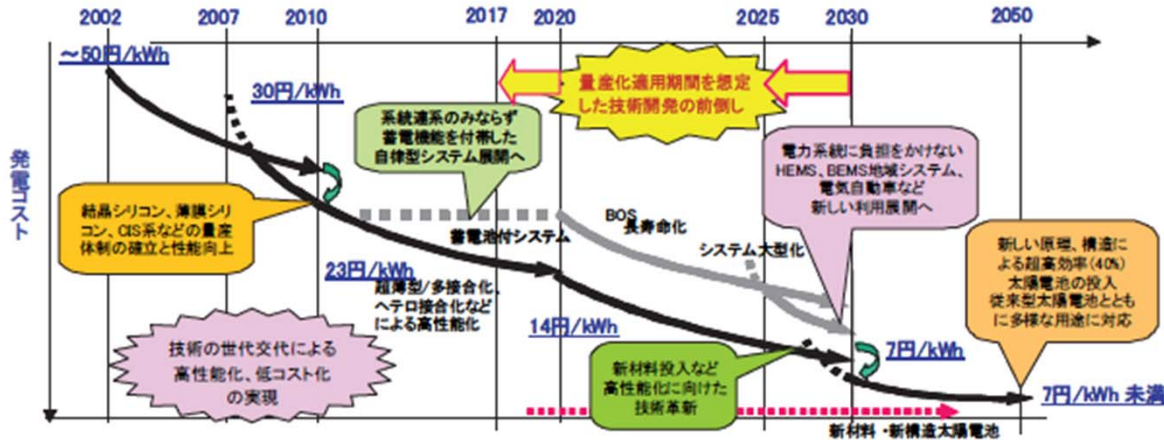 2002
2007
2010
2017
2020
2025
2030
2050
～50円/kWh
30円/kWh
量産化適用期間を想定
した技術開発の前倒し
系統連系のみならず
蓄電機能を付帯した
自律型システム展開へ
電力系統に負担をかけない
HEMS、BEMS地域システム、
電気自動車など
新しい利用展開へ
発電コスト
結晶シリコン、薄膜シリ
コン、CIS系などの量産
体制の確立と性能向上
BOS
長寿命化
蓄電池付システム
システム大型化
新しい原理、構造に
よる超高効率(40%)
太陽電池の投入
従来型太陽電池ととも
に多様な用途に対応
23円/kWh
超薄型/多接合化、
ヘテロ接合化など
による高性能化
14円/kWh
7円/kWh
技術の世代交代による
高性能化、低コスト化
の実現
新材料投入など
高性能化に向けた
技術革新
7円/kWh 未満
新材料・新構造太陽電池